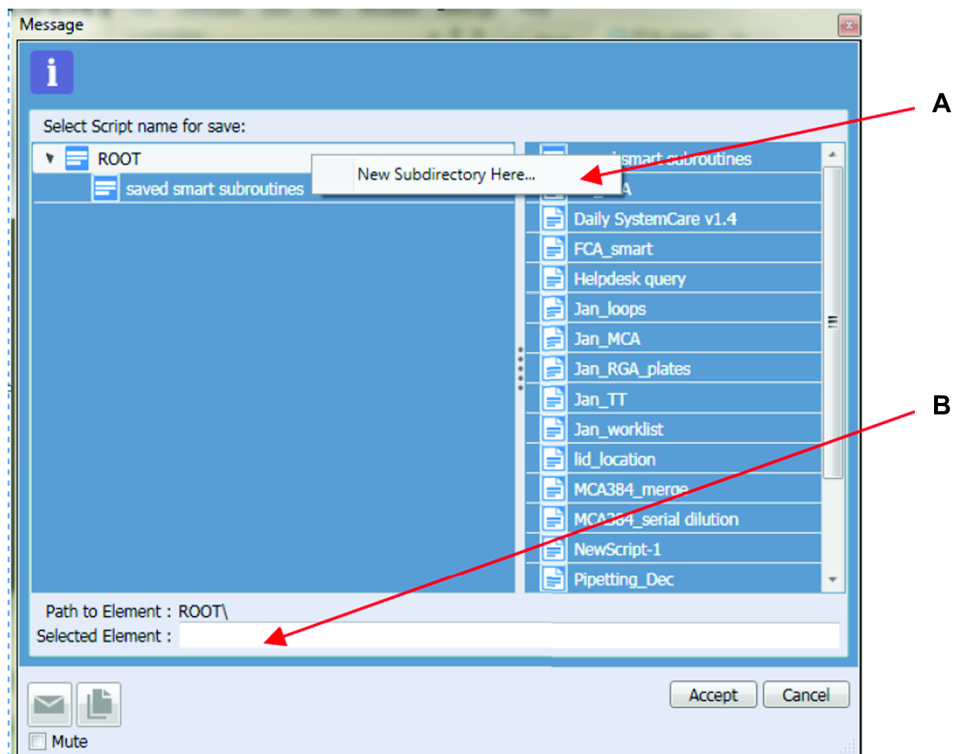 Message
i
Select Script name for save:
ROOT
saved smart subroutines
New Subdirectory Here...
smart subroutines
A
Daily SystemCare v1.4
FCA_smart
Helpdesk query
Jan_loops
Jan_MCA
Jan_RGA_plates
Jan_TT
Jan_worklist
lid_location
MCA384_merge
MCA384_serial dilution
NewScript-1
Pipetting_Dec
Path to Element : ROOT\
Selected Element :
Accept
Cancel
Mute
A
B